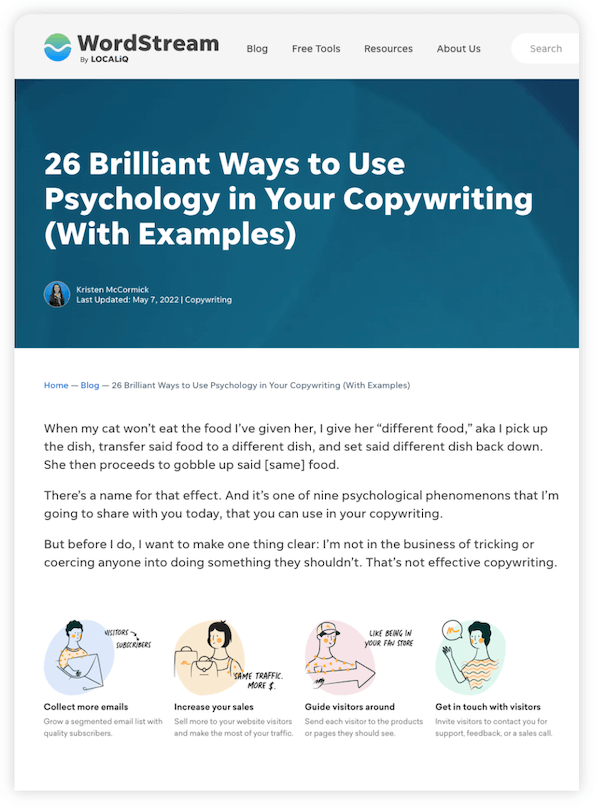 WordStream
By LOCALiQ
Blog
Free Tools
Resources
About Us
Search
26 Brilliant Ways to Use
Psychology in Your Copywriting
(With Examples)
Kristen McCormick
Last Updated: May 7, 2022 | Copywriting
Home — Blog — 26 Brilliant Ways to Use Psychology in Your Copywriting (With Examples)
When my cat won’t eat the food I’ve given her, I give her “different food,” aka I pick up
the dish, transfer said food to a different dish, and set said different dish back down.
She then proceeds to gobble up said [same] food.
There’s a name for that effect. And it’s one of nine psychological phenomenons that I’m
going to share with you today, that you can use in your copywriting.
But before I do, I want to make one thing clear: I’m not in the business of tricking or
coercing anyone into doing something they shouldn’t. That’s not effective copywriting.
VISITORS
SUBSCRIBERS
Collect more emails
Grow a segmented email list with
quality subscribers.
SAME TRAFFIC.
MORE $.
Increase your sales
Sell more to your website visitors
and make the most of your traffic.
LIKE BEING IN
YOUR FAV STORE
Guide visitors around
Send each visitor to the products
or pages they should see.
Get in touch with visitors
Invite visitors to contact you for
support, feedback, or a sales call.